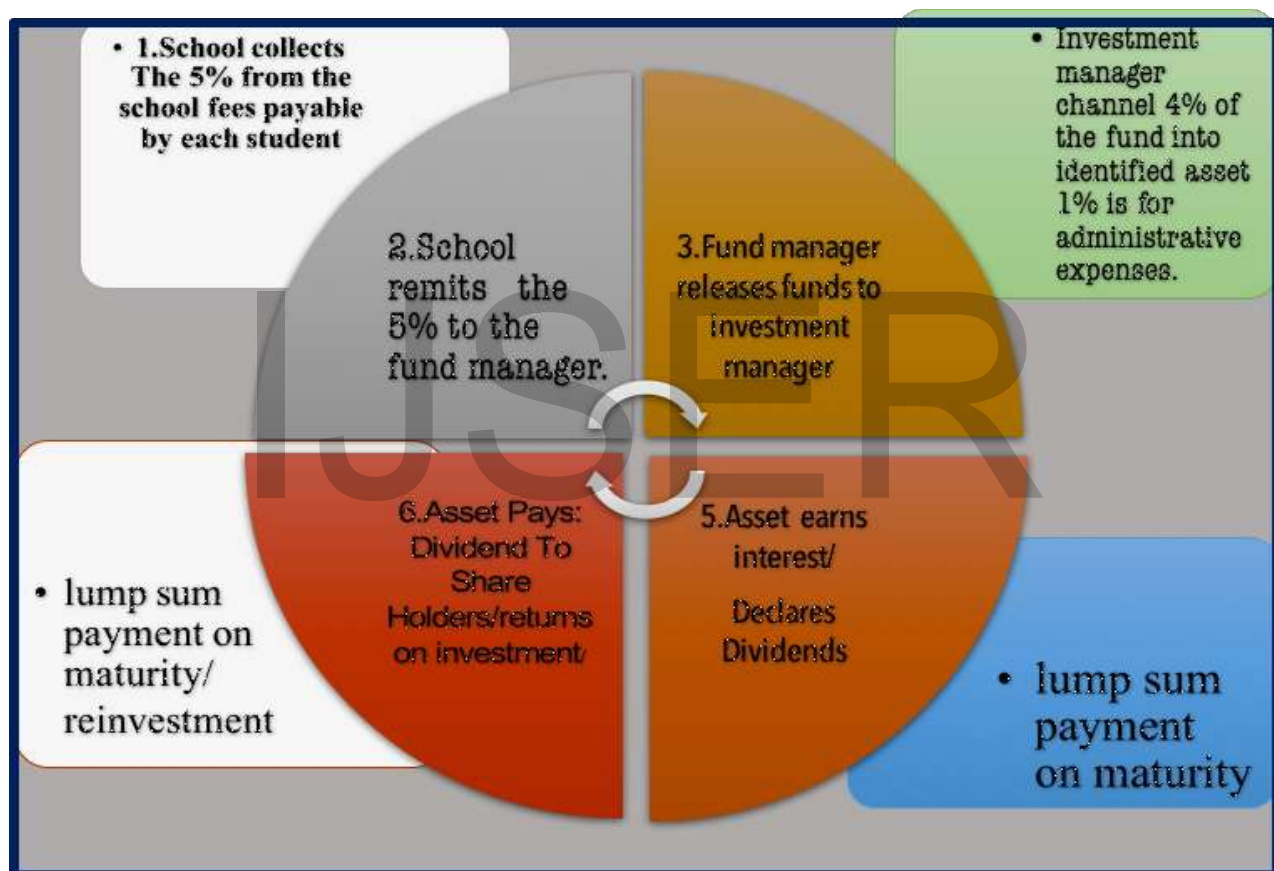 • 1.School collects
The 5% from the
school fees payable
by each student
• Investment
manager
channel 4% of
the fund into
identified asset
1% is for
administrative
expenses.
2.School
remits the
5% to the
fund manager.
3.Fund manager
releases funds to
investment
manager
IJSER
6.Asset Pays:
Dividend To
Share
Holders/returns
on investment/
5.Asset earns
interest/
Declares
Dividends
• lump sum
payment on
maturity/
reinvestment
• lump sum
payment
on maturity